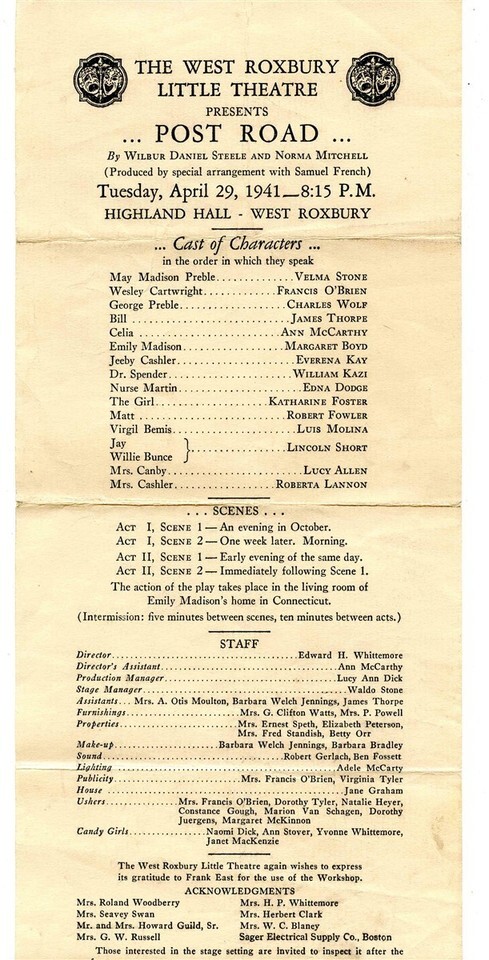 THE WEST ROXBURY
LITTLE THEATRE
PRESENTS
... POST ROAD ...
By WILBUR DANIEL STEELE AND NORMA MITCHELL
(Produced by special arrangement with Samuel French)
Tuesday, April 29, 1941—8:15 P.M.
HIGHLAND HALL - WEST ROXBURY
... Cast of Characters ...
in the order in which they speak
May Madison Preble.............VELMA STONE
Wesley Cartwright............FRANCIS O'BRIEN
George Preble..................CHARLES WOLF
Bill ..........................JAMES THORPE
Celia ........................ANN MCCARTHY
Emily Madison.................MARGARET BOYD
Jeeby Cashler...................EVERENA KAY
Dr. Spender.....................WILLIAM KAZI
Nurse Martin.....................EDNA DODGE
The Girl....................KATHARINE FOSTER
Matt .........................ROBERT FOWLER
Virgil Bemis.....................LUIS MOLINA
Jay
Willie Bunce } ..................LINCOLN SHORT
Mrs. Canby.......................LUCY ALLEN
Mrs. Cashler.................ROBERTA LANNON
... SCENES ...
ACT I, SCENE 1 — An evening in October.
ACT I, SCENE 2 — One week later. Morning.
ACT II, SCENE 1 — Early evening of the same day.
ACT II, SCENE 2 — Immediately following Scene 1.
The action of the play takes place in the living room of
Emily Madison's home in Connecticut.
(Intermission: five minutes between scenes, ten minutes between acts.)
STAFF
Director....................................Edward H. Whittemore
Director's Assistant...................................Ann McCarthy
Production Manager...................................Lucy Ann Dick
Stage Manager.........................................Waldo Stone
Assistants... Mrs. A. Otis Moulton, Barbara Welch Jennings, James Thorpe
Furnishings.......................Mrs. G. Clifton Watts, Mrs. P. Powell
Properties.......................Mrs. Ernest Speth, Elizabeth Peterson,
Mrs. Fred Standish, Betty Orr
Make-up......................Barbara Welch Jennings, Barbara Bradley
Sound..................................Robert Gerlach, Ben Fossett
Lighting ............................................Adele McCarty
Publicity.........................Mrs. Francis O'Brien, Virginia Tyler
House ..............................................Jane Graham
Ushers...............Mrs. Francis O'Brien, Dorothy Tyler, Natalie Heyer,
Constance Gough, Marion Van Schagen, Dorothy
Juergens, Margaret McKinnon
Candy Girls................Naomi Dick, Ann Stover, Yvonne Whittemore,
Janet MacKenzie
The West Roxbury Little Theatre again wishes to express
its gratitude to Frank East for the use of the Workshop.
ACKNOWLEDGMENTS
Mrs. Roland Woodberry Mrs. H. P. Whittemore
Mrs. Seavey Swan Mrs. Herbert Clark
Mr. and Mrs. Howard Guild, Sr. Mrs. W. C. Blaney
Mrs. G. W. Russell Sager Electrical Supply Co., Boston
Those interested in the stage setting are invited to inspect it after the